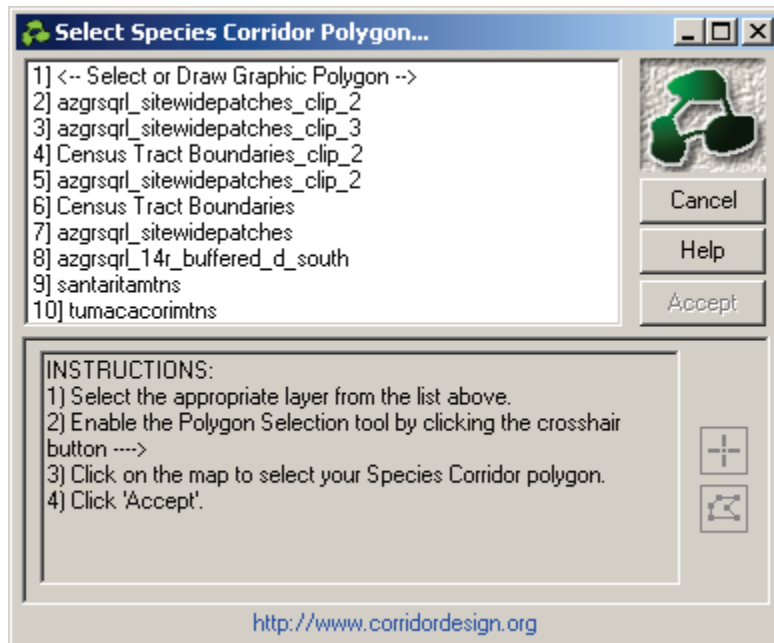 Select Species Corridor Polygon...
1] <-- Select or Draw Graphic Polygon -->
2] azgrsqrl_sitewidepatches_clip_2
3] azgrsqrl_sitewidepatches_clip_3
4] Census Tract Boundaries_clip_2
5] azgrsqrl_sitewidepatches_clip_2
6] Census Tract Boundaries
7] azgrsqrl_sitewidepatches
8] azgrsqrl_14r_buffered_d_south
9] santaritamtns
10] tumacacorimtns
Cancel
Help
Accept
INSTRUCTIONS:
1) Select the appropriate layer from the list above.
2) Enable the Polygon Selection tool by clicking the crosshair
button ---->
3) Click on the map to select your Species Corridor polygon.
4) Click 'Accept'.
http://www.corridordesign.org